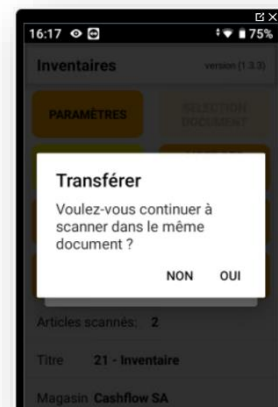 16:17 75%
Inventaires version (1.3.3)
PARAMÈTRES SELECTION
DOCUMENT
Transférer
Voulez-vous continuer à
scanner dans le même
document ?
NON OUI
Articles scannés: 2
Titre 21 - Inventaire
Magasin Cashflow SA